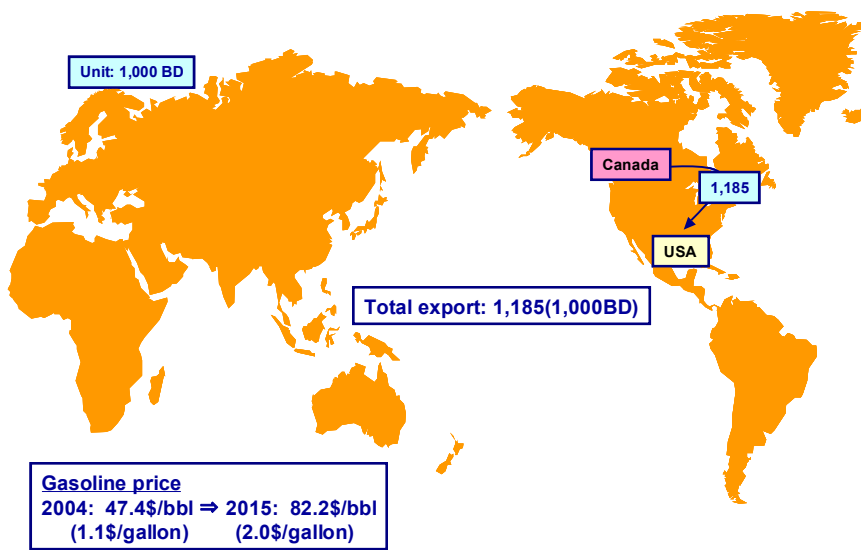 Unit: 1,000 BD
Canada
1,185
USA
Total export: 1,185(1,000BD)
Gasoline price
2004: 47.4$/bbl ⇒ 2015: 82.2$/bbl
(1.1$/gallon) (2.0$/gallon)